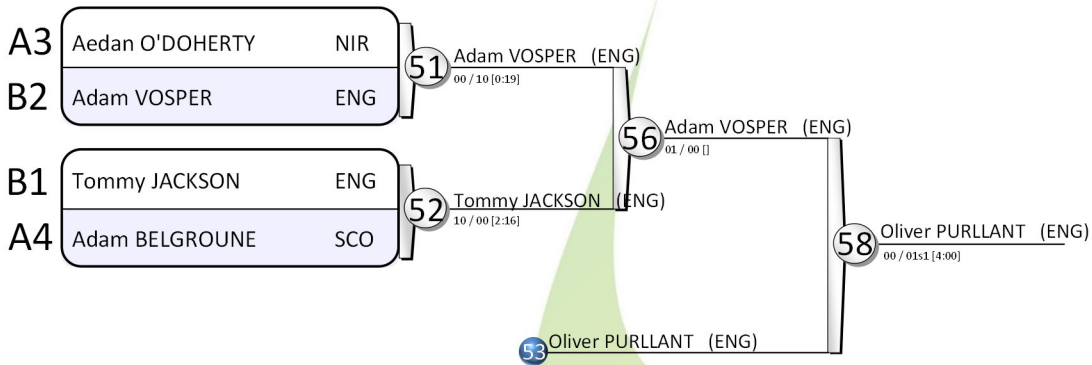 A3 Aedan O'DOHERTY NIR
B2 Adam VOSPER ENG
51 Adam VOSPER (ENG)
00 / 10 [0:19]
B1 Tommy JACKSON ENG
A4 Adam BELGROUNE SCO
52 Tommy JACKSON (ENG)
10 / 00 [2:16]
56 Adam VOSPER (ENG)
01 / 00 []
53 Oliver PURLLANT (ENG)
58 Oliver PURLLANT (ENG)
00 / 01s1 [4:00]